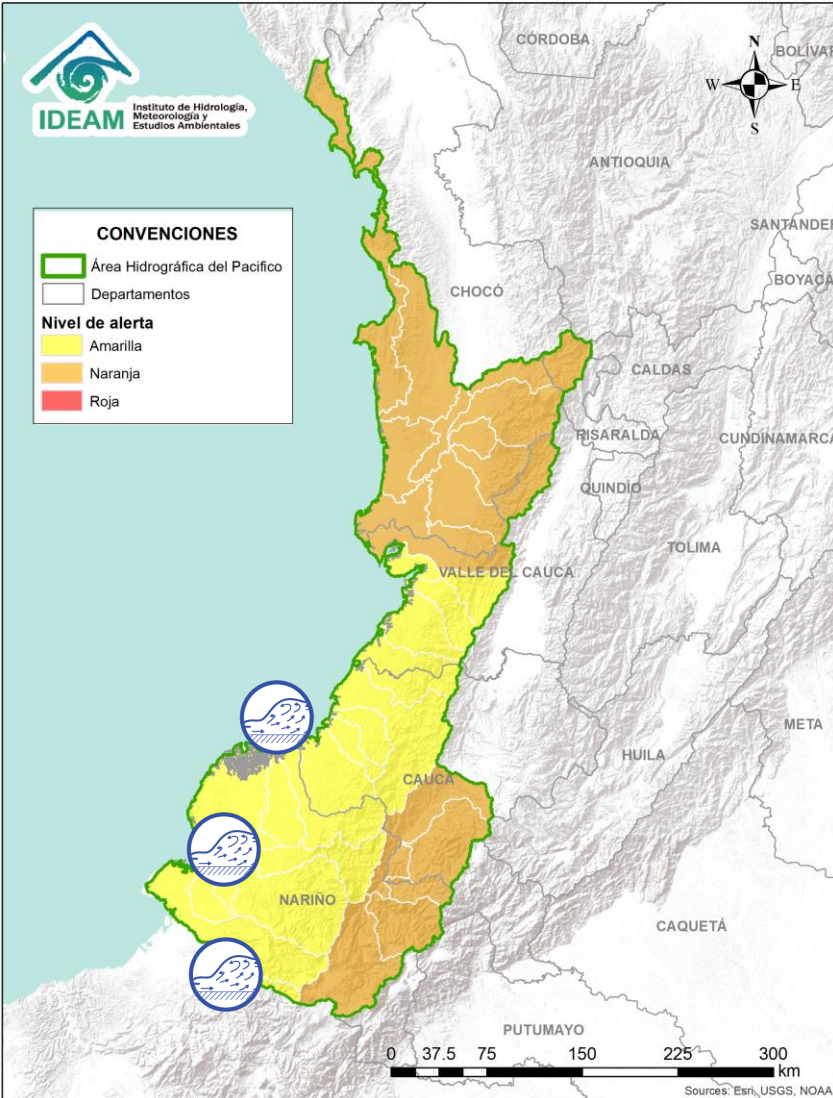 IDEAM
Instituto de Hidrología,
Meteorología y
Estudios Ambientales
N
W
E
S
CÓRDOBA
BOLÍVAR
ANTIOQUIA
SANTANDER
BOYACÁ
CONVENCIONES
Área Hidrográfica del Pacifico
Departamentos
Nivel de alerta
Amarilla
Naranja
Roja
CHOCÓ
CALDAS
RISARALDA
CUNDINAMARCA
QUINDÍO
TOLIMA
VALLE DEL CAUCA
META
HUILA
CAUCA
NARIÑO
CAQUETÁ
PUTUMAYO
0 37.5 75 150 225 300
km
Sources: Esri, USGS, NOAA